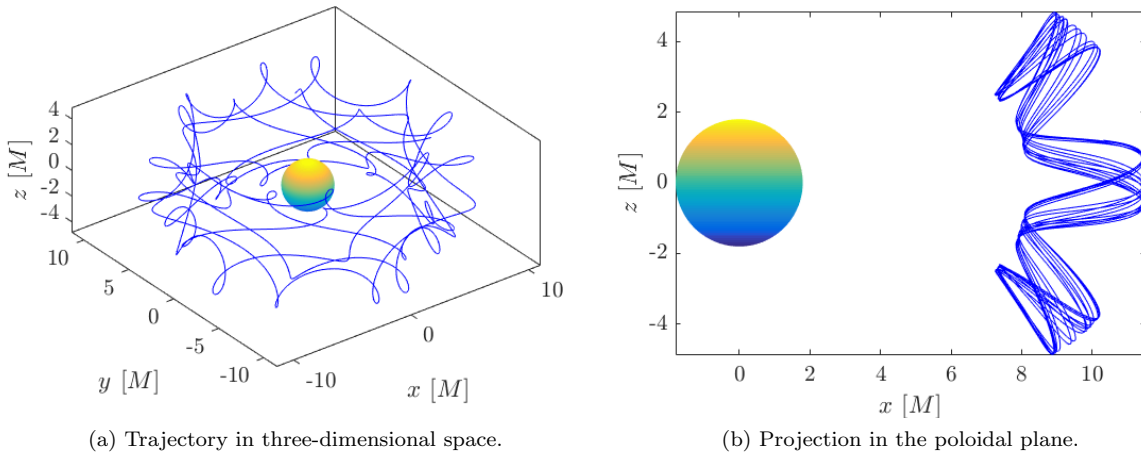 4
2
0
-2
-4
z [M]
10
5
0
-5
-10
y [M]
-10
0
10
x [M]
(a) Trajectory in three-dimensional space.
4
2
0
-2
-4
z [M]
0 2 4 6 8 10
x [M]
(b) Projection in the poloidal plane.